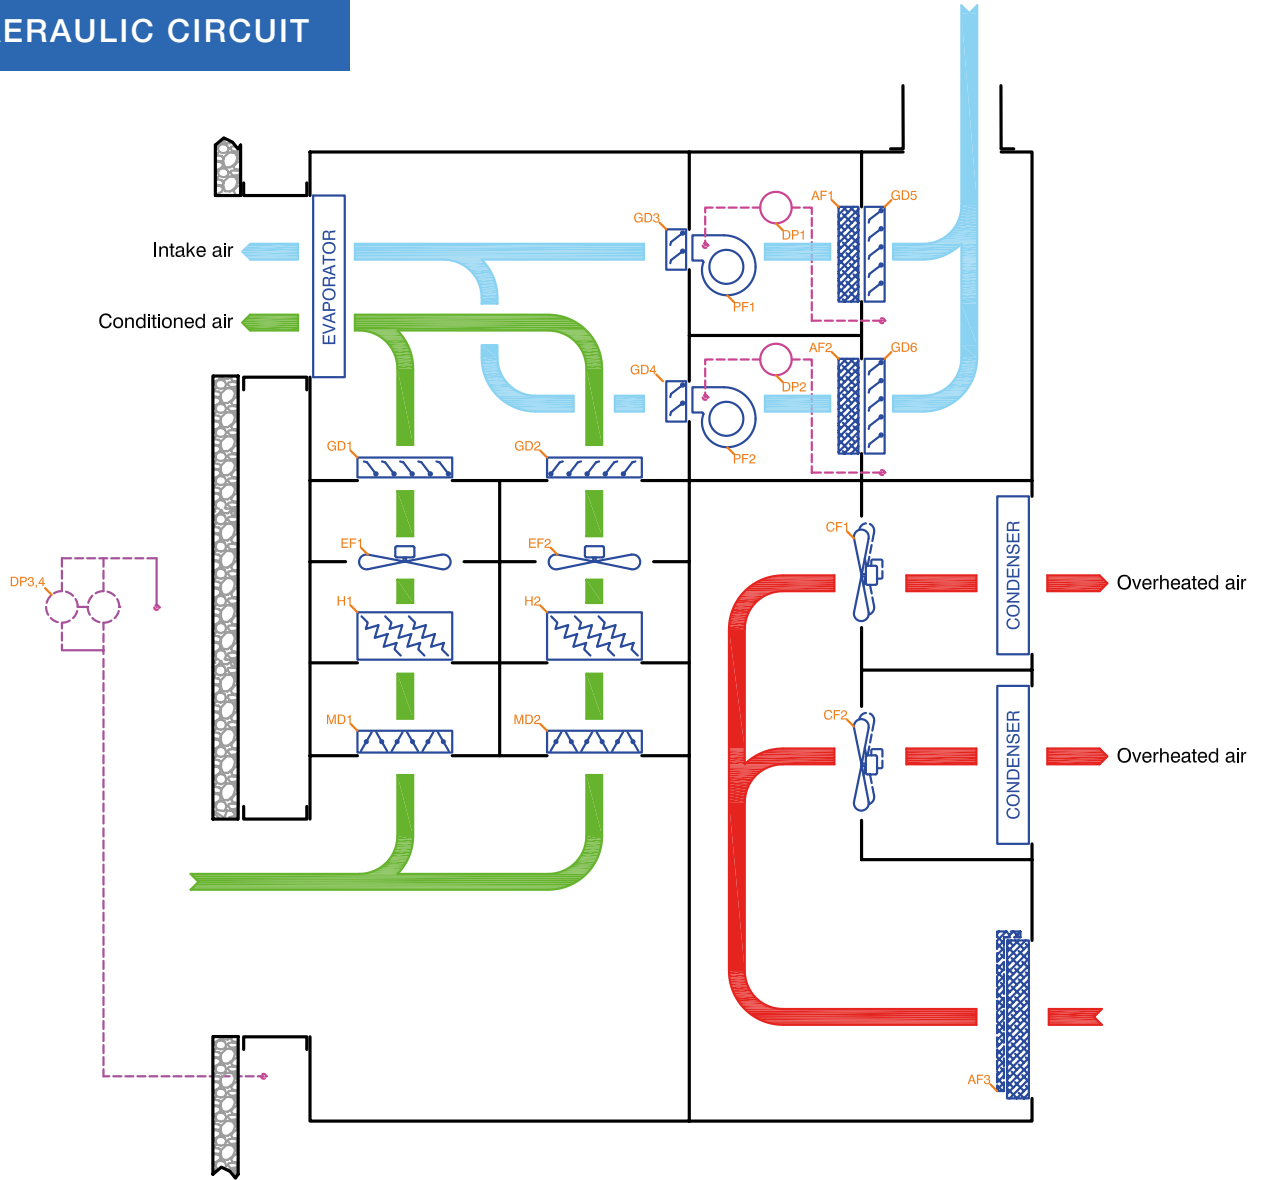 ERAULIC CIRCUIT
AF1
GD5
GD3
DP1
Intake air
EVAPORATOR
PF1
Conditioned air
AF2
GD6
GD4
DP2
GD1
GD2
PF2
CF1
EF1
EF2
CONDENSER
DP3,4
Overheated air
H1
H2
MD1
MD2
CF2
CONDENSER
Overheated air
AF3